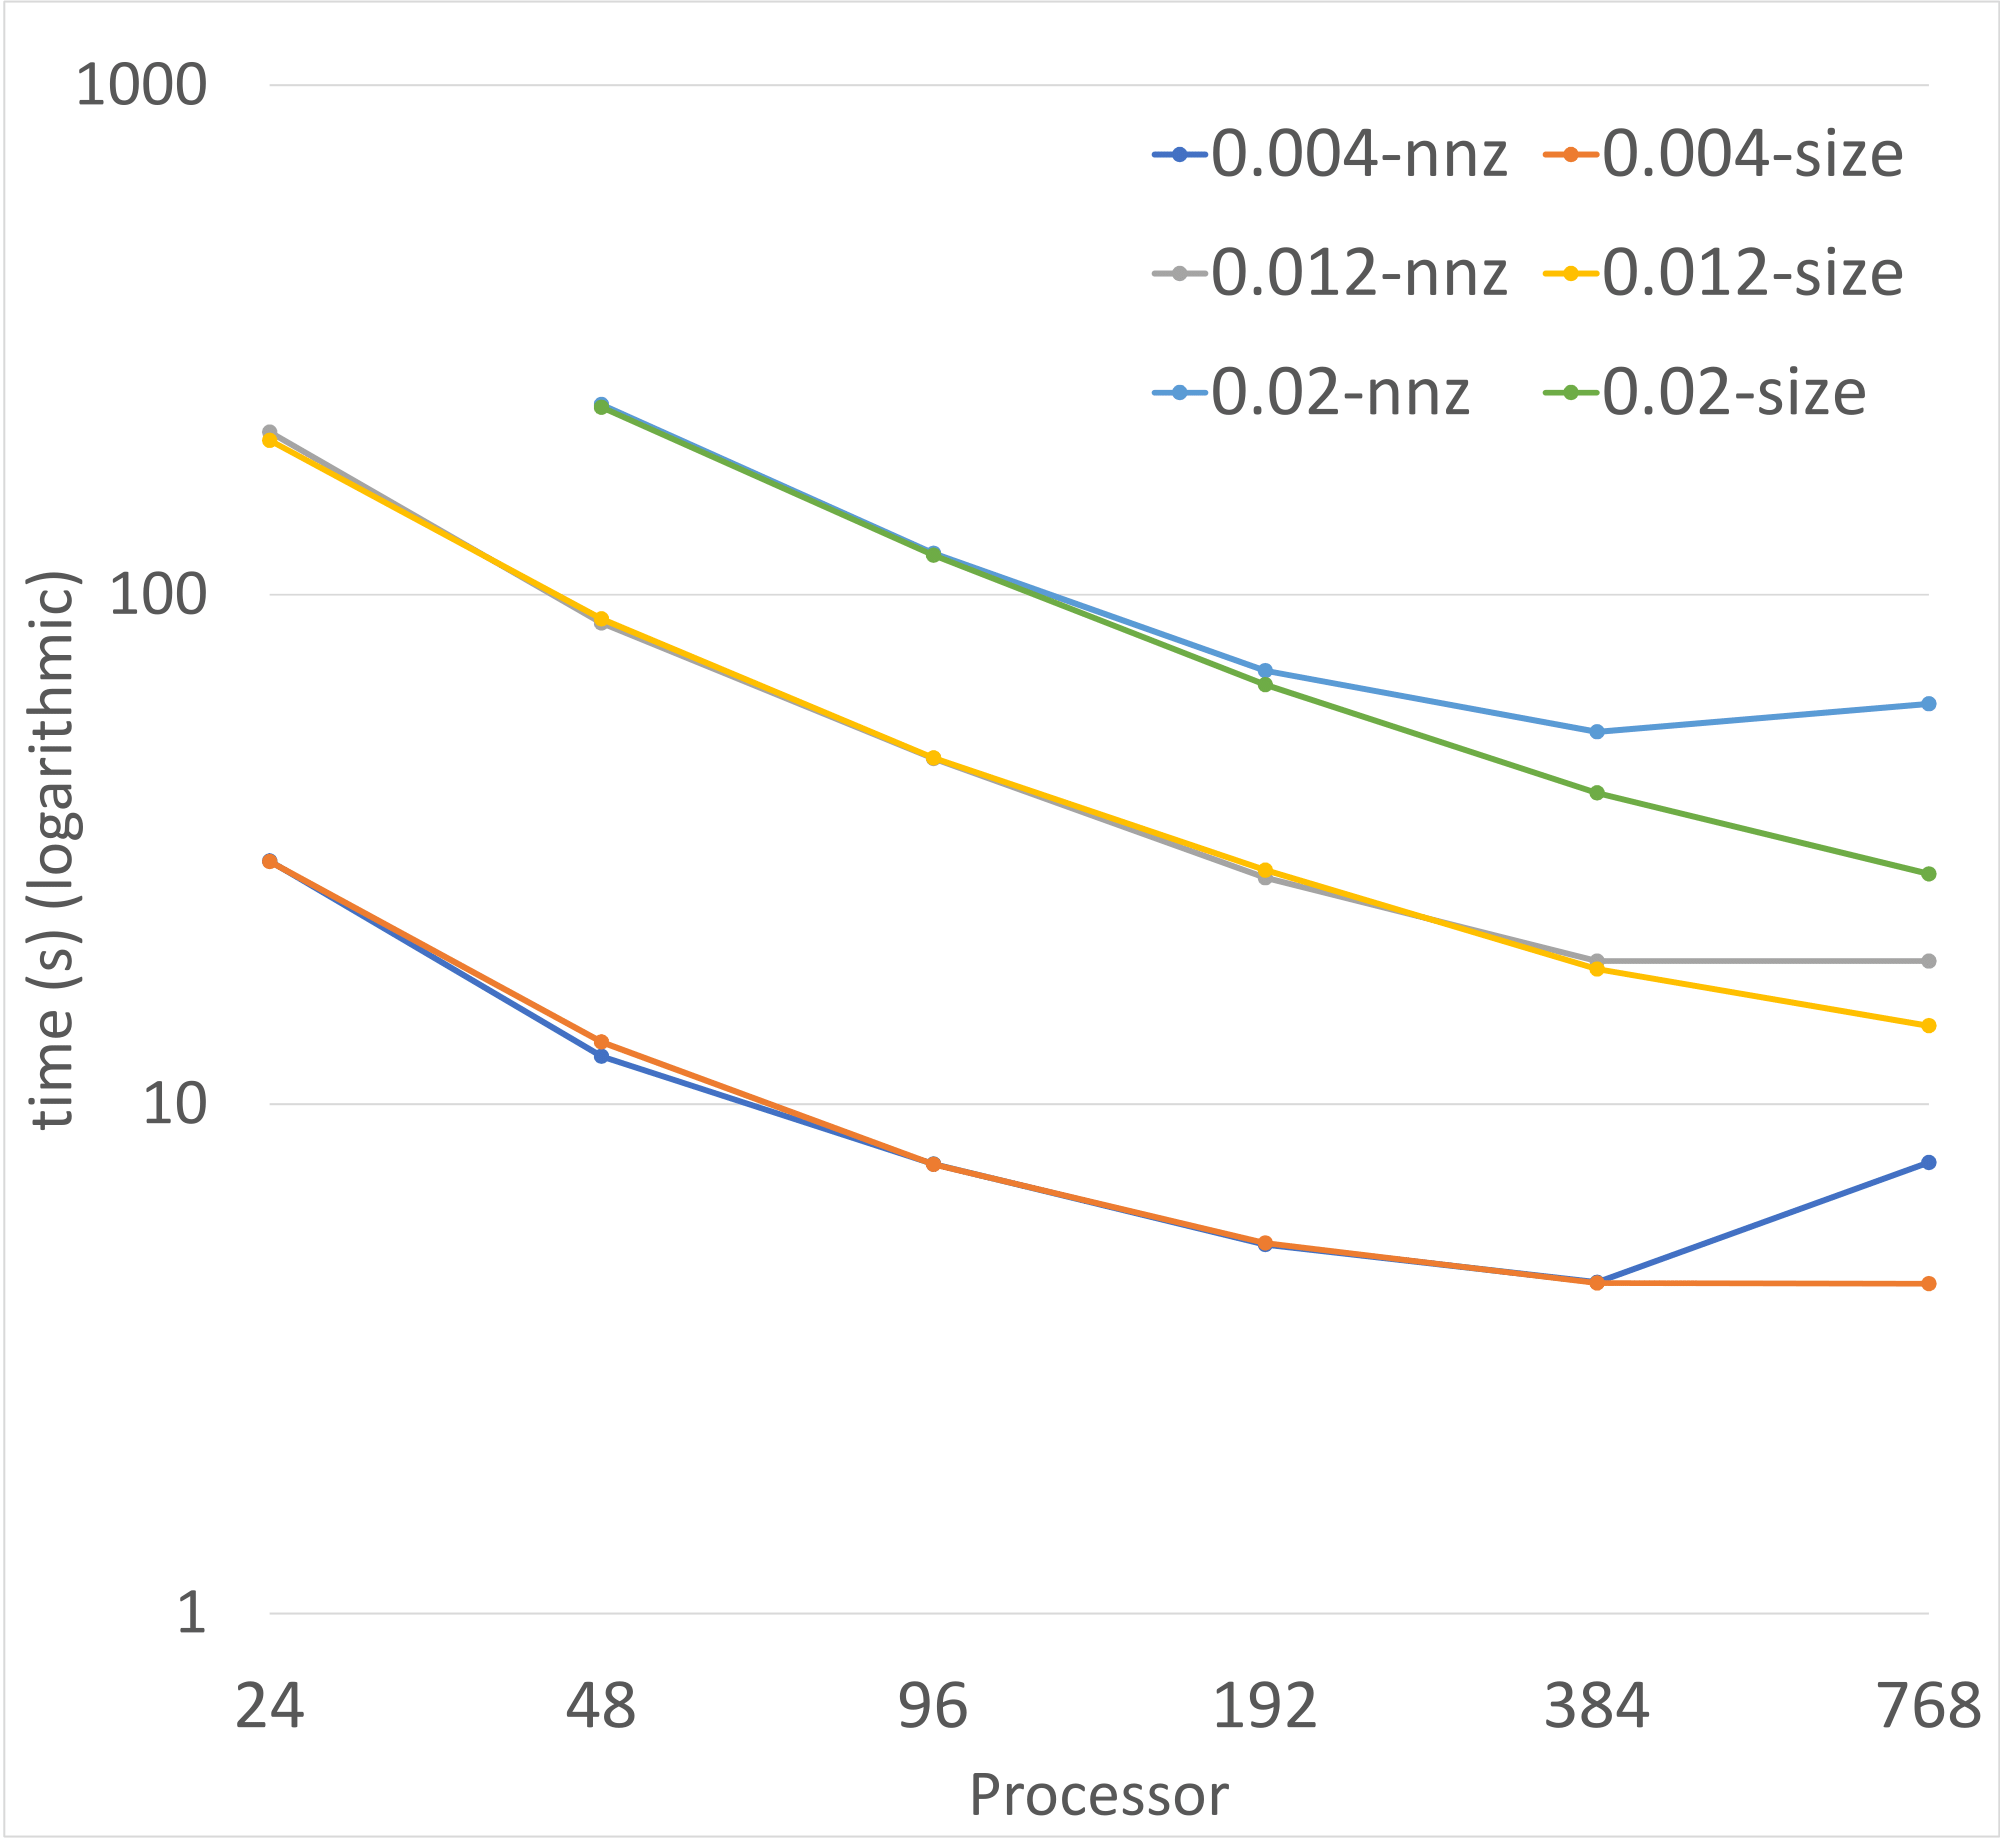 1000
0.004-nnz 0.004-size
0.012-nnz 0.012-size
0.02-nnz 0.02-size
100
time (s) (logarithmic)
10
1
24 48 96 192 384 768
Processor